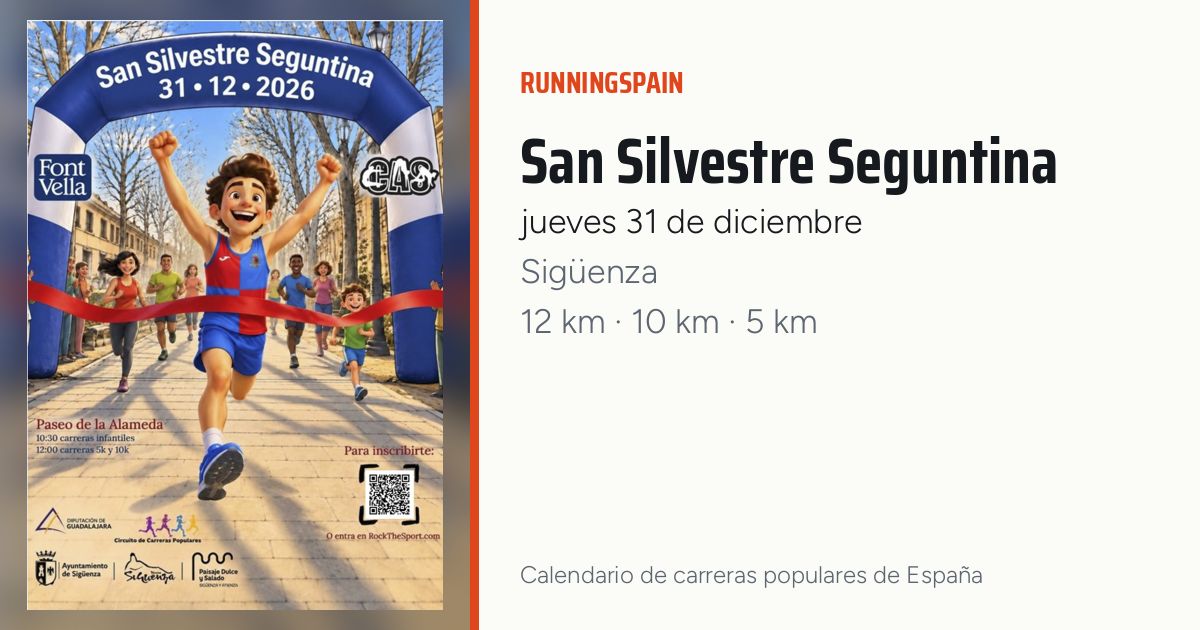 San Silvestre Seguntina
31 • 12 • 2026
Font
Vella
CAS
Paseo de la Alameda
10:30 carreras infantiles
12:00 carreras 5k y 10k
Para inscribirte:
O entra en RockTheSport.com
DIPUTACIÓN DE
GUADALAJARA
Circuito de Carreras Populares
Ayuntamiento
de Sigüenza
Sigüenza
Paisaje Dulce
y Salado
SIGÜENZA Y ATIENZA
RUNNINGSPAIN
San Silvestre Seguntina
jueves 31 de diciembre
Sigüenza
12 km · 10 km · 5 km
Calendario de carreras populares de España